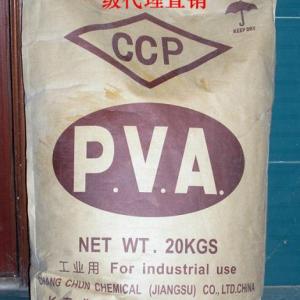 级代理直销
CCP
KEEP DRY
P.V.A.
NET WT. 20KGS
工业用 For industrial use
CHANG CHUN CHEMICAL (JIANGSU) CO., LTD.CHINA